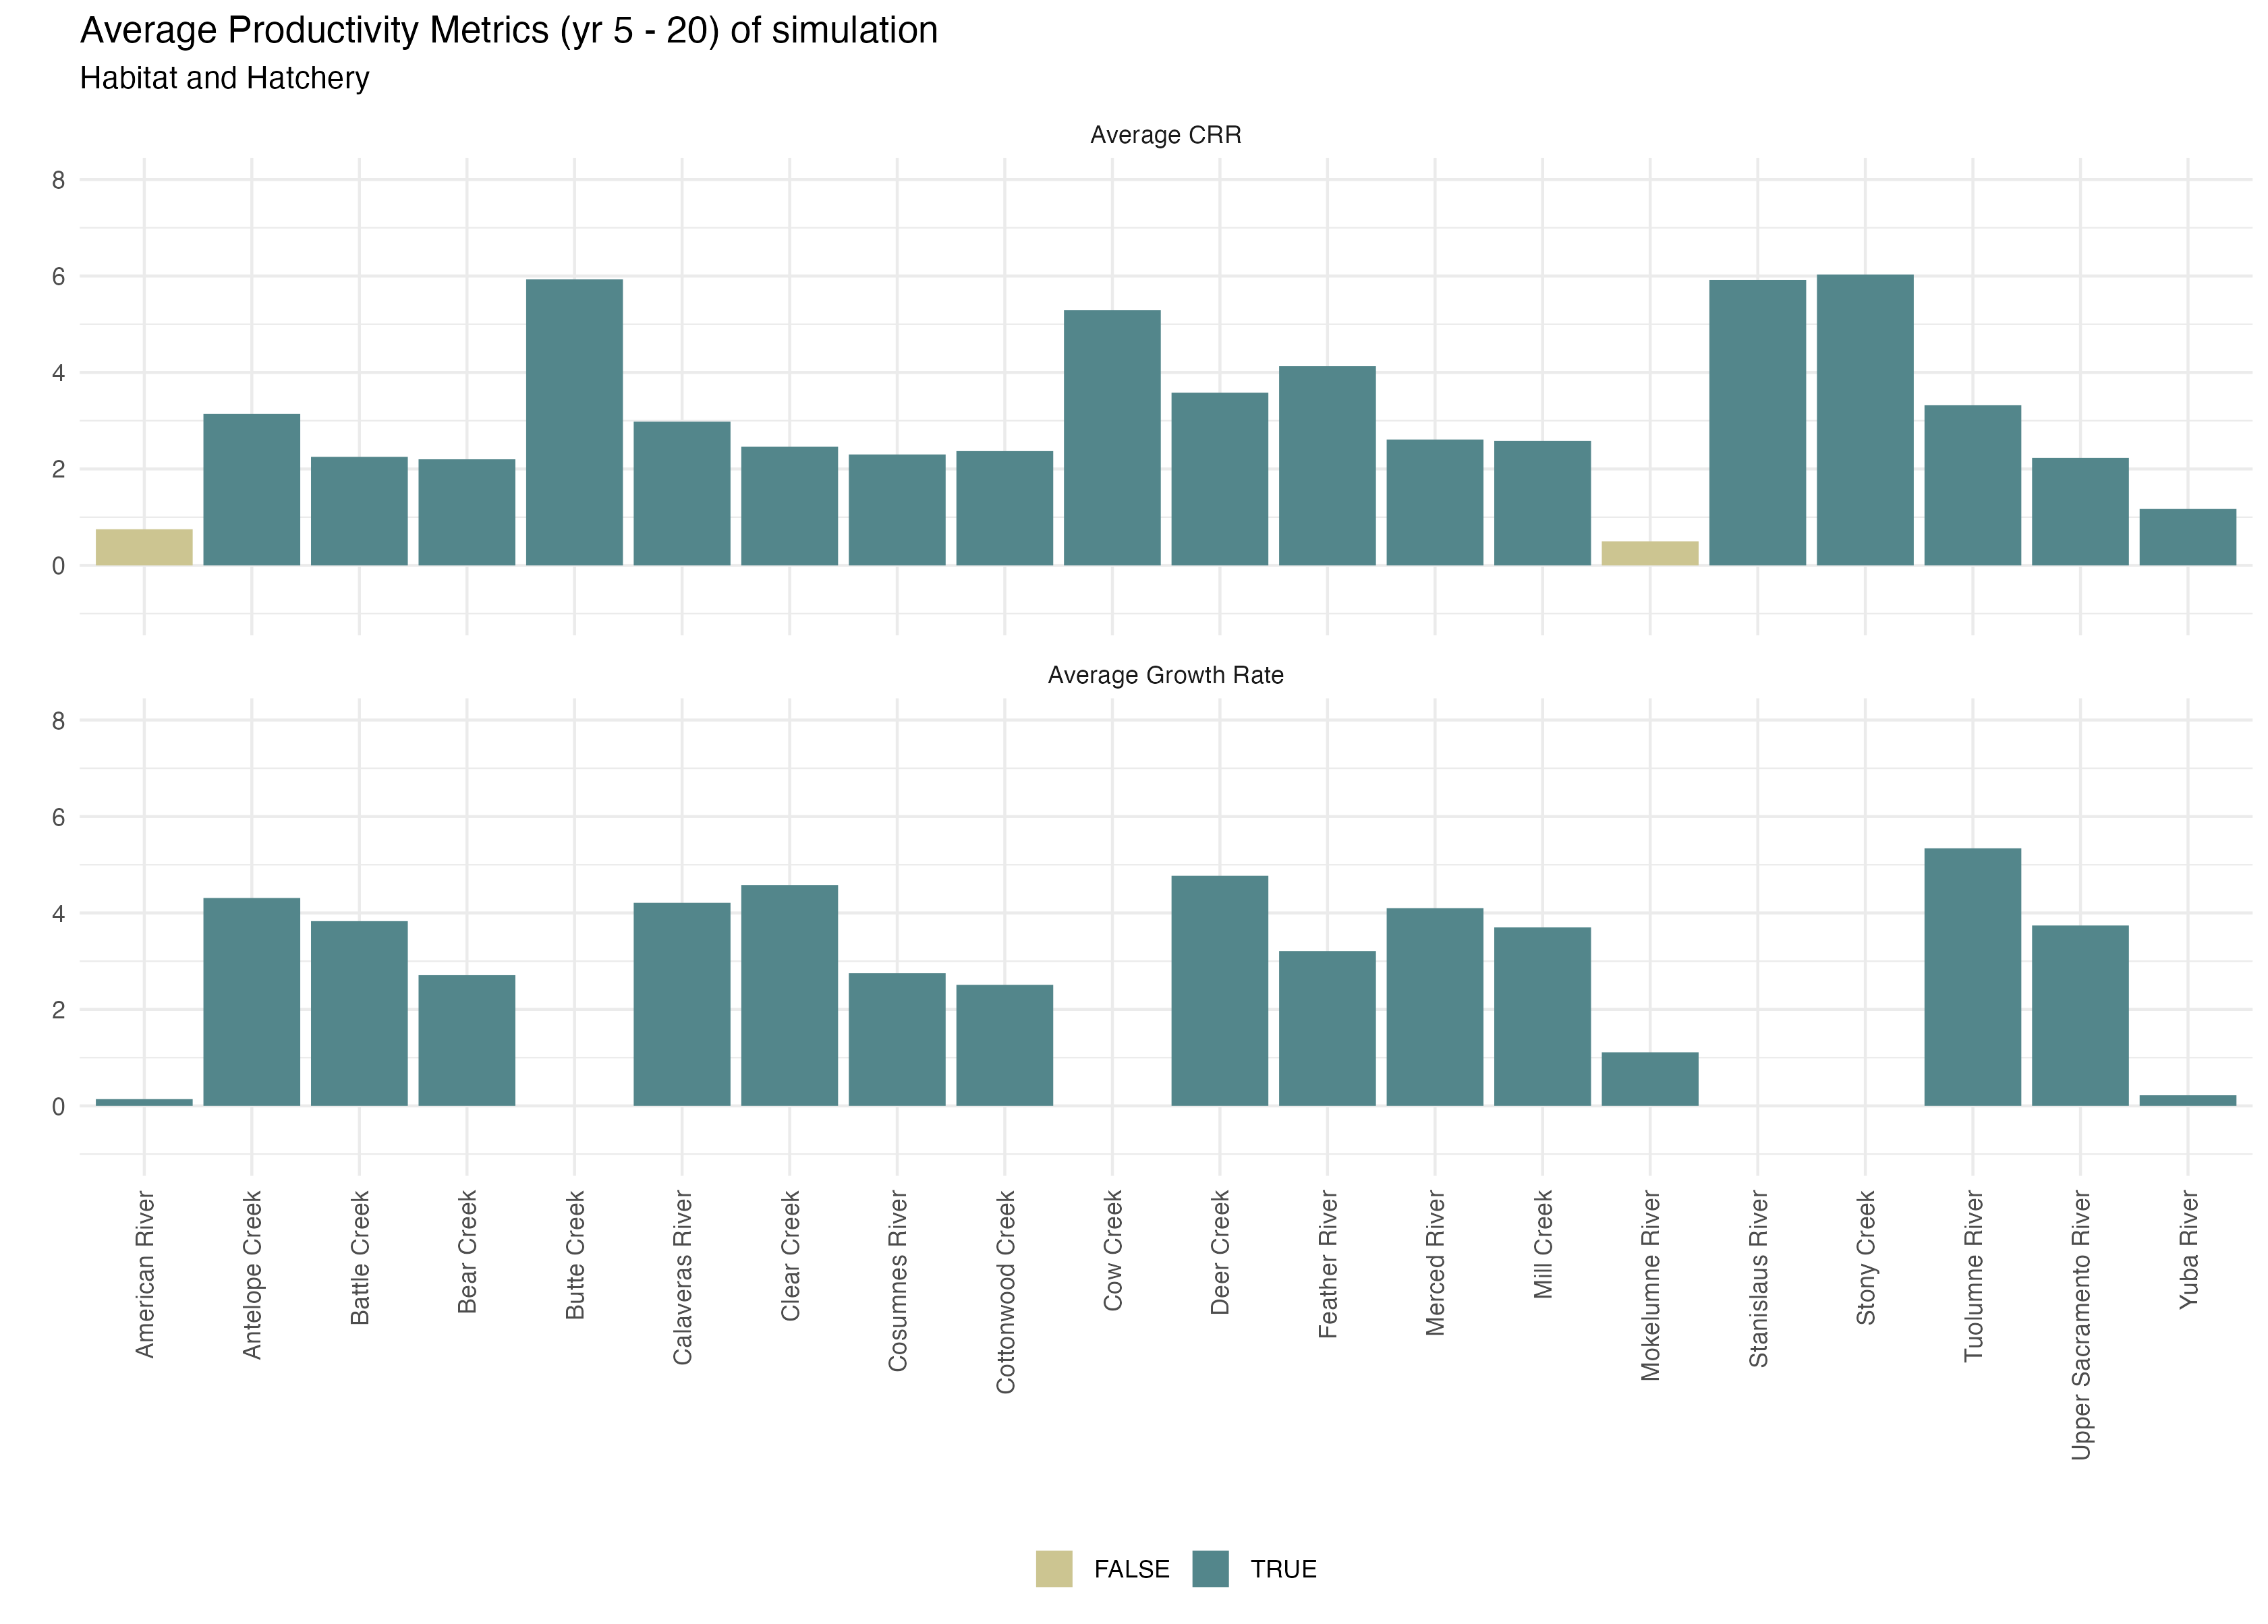 Average Productivity Metrics (yr 5 - 20) of simulation
Habitat and Hatchery
Average CRR
8
6
4
2
0
Average Growth Rate
8
6
4
2
0
American River
Antelope Creek
Battle Creek
Bear Creek
Butte Creek
Calaveras River
Clear Creek
Cosumnes River
Cottonwood Creek
Cow Creek
Deer Creek
Feather River
Merced River
Mill Creek
Mokelumne River
Stanislaus River
Stony Creek
Tuolumne River
Upper Sacramento River
Yuba River
FALSE TRUE